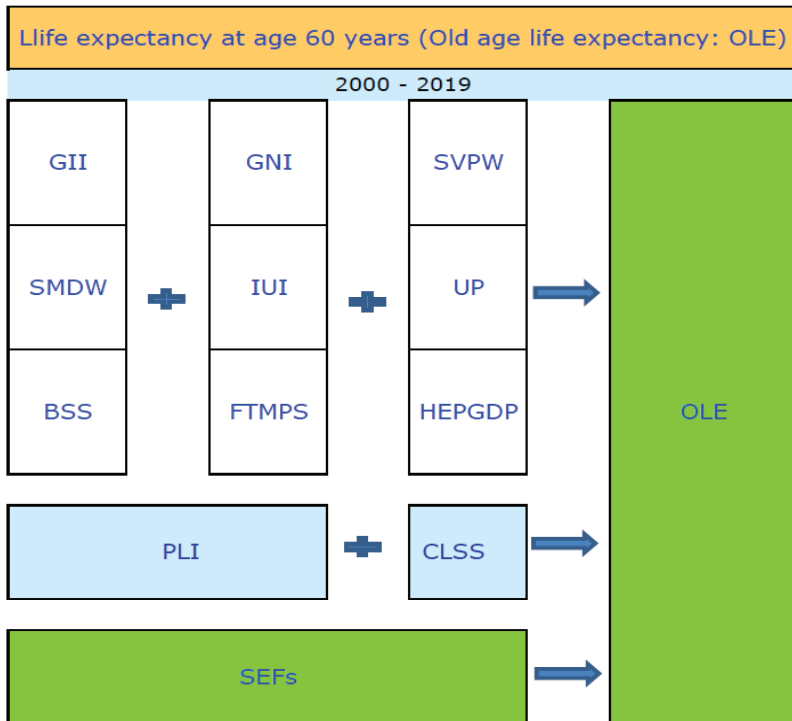 Llife expectancy at age 60 years (Old age life expectancy: OLE)
2000 - 2019
GII
GNI
SVPW
SMDW
IUI
UP
BSS
FTMPS
HEPGDP
OLE
PLI
CLSS
SEFs